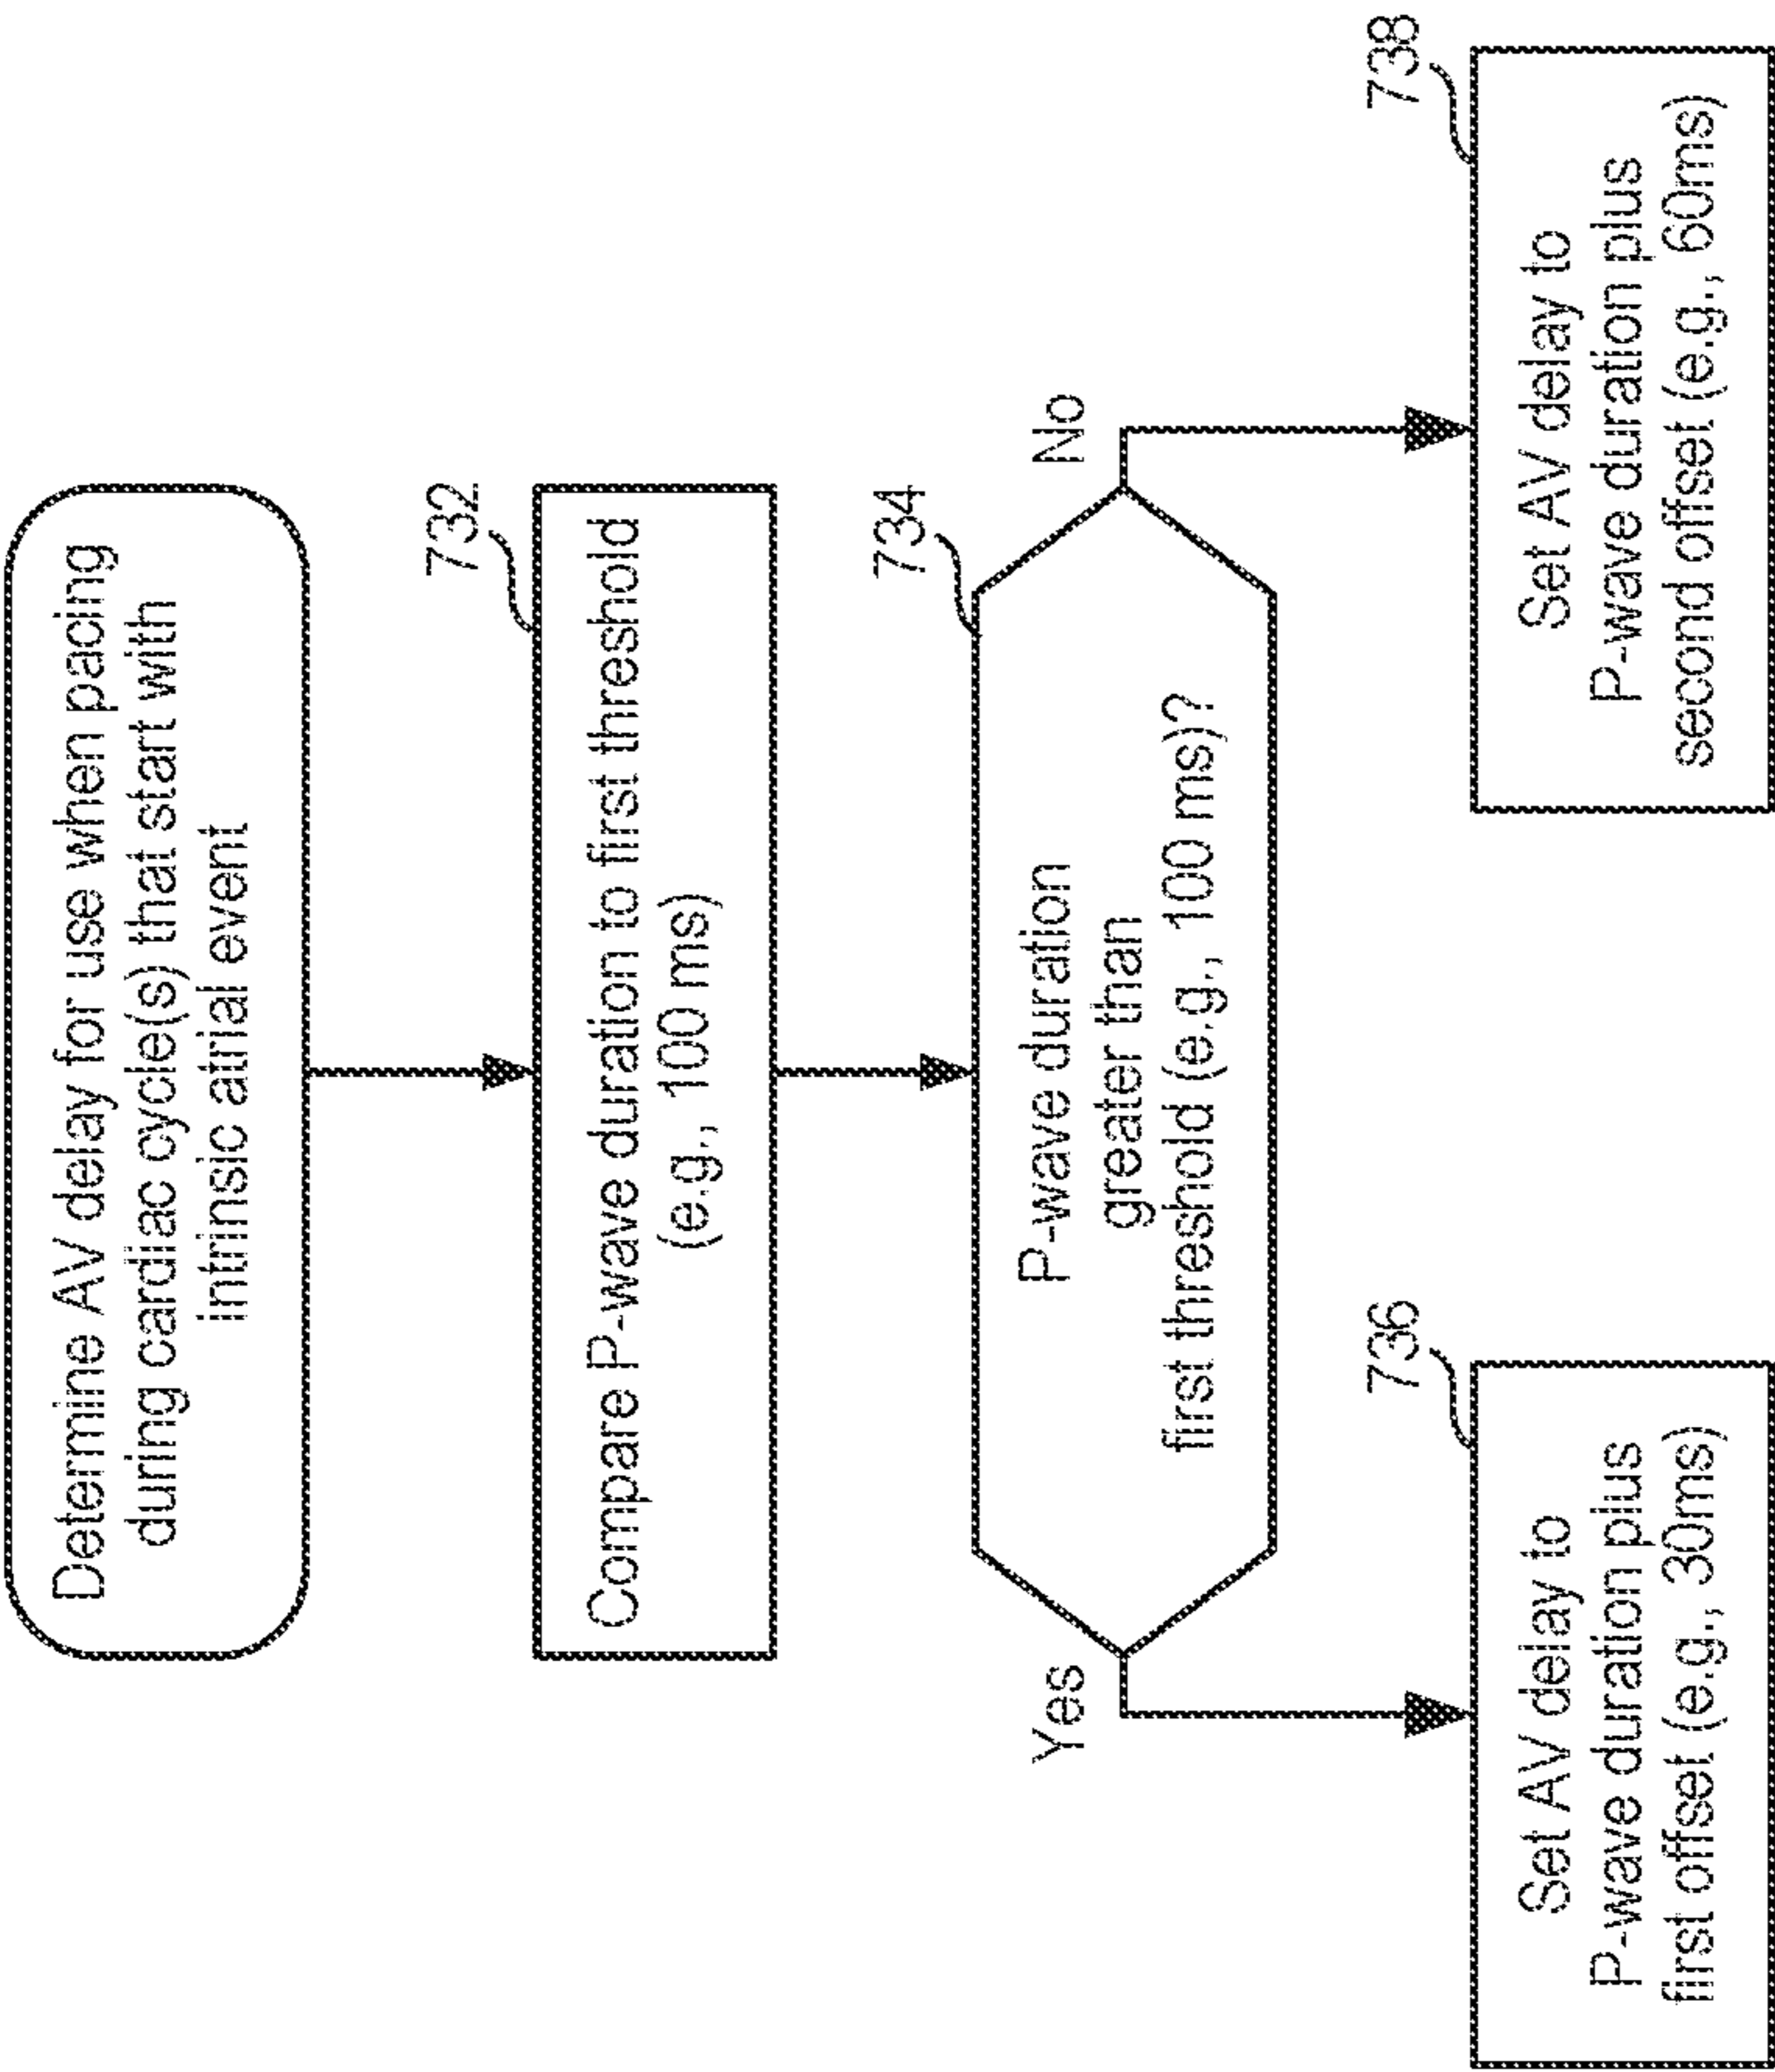 Determine AV delay for use when pacing
during cardiac cycle(s) that start with
intrinsic atrial event
732
Compare P-wave duration to first threshold
(e.g., 100 ms)
734
P-wave duration
greater than
first threshold (e.g., 100 ms)?
Yes
No
736
Set AV delay to
P-wave duration plus
first offset (e.g., 30ms)
738
Set AV delay to
P-wave duration plus
second offset (e.g., 60ms)